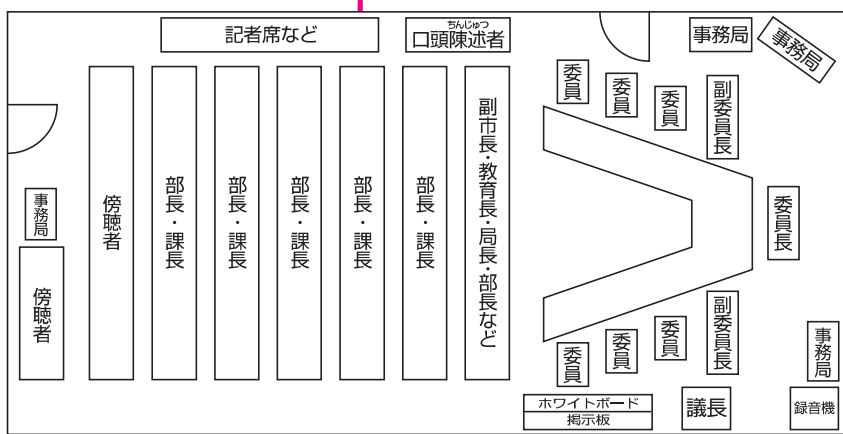 記者席など
ちんじゅつ
口頭陳述者
事務局
事務局
委員
委員
委員
副委員長
傍聴者
部長・課長
部長・課長
部長・課長
部長・課長
部長・課長
副市長・教育長・局長・部長など
委員長
事務局
傍聴者
委員
委員
委員
副委員長
事務局
ホワイトボード
掲示板
議長
録音機